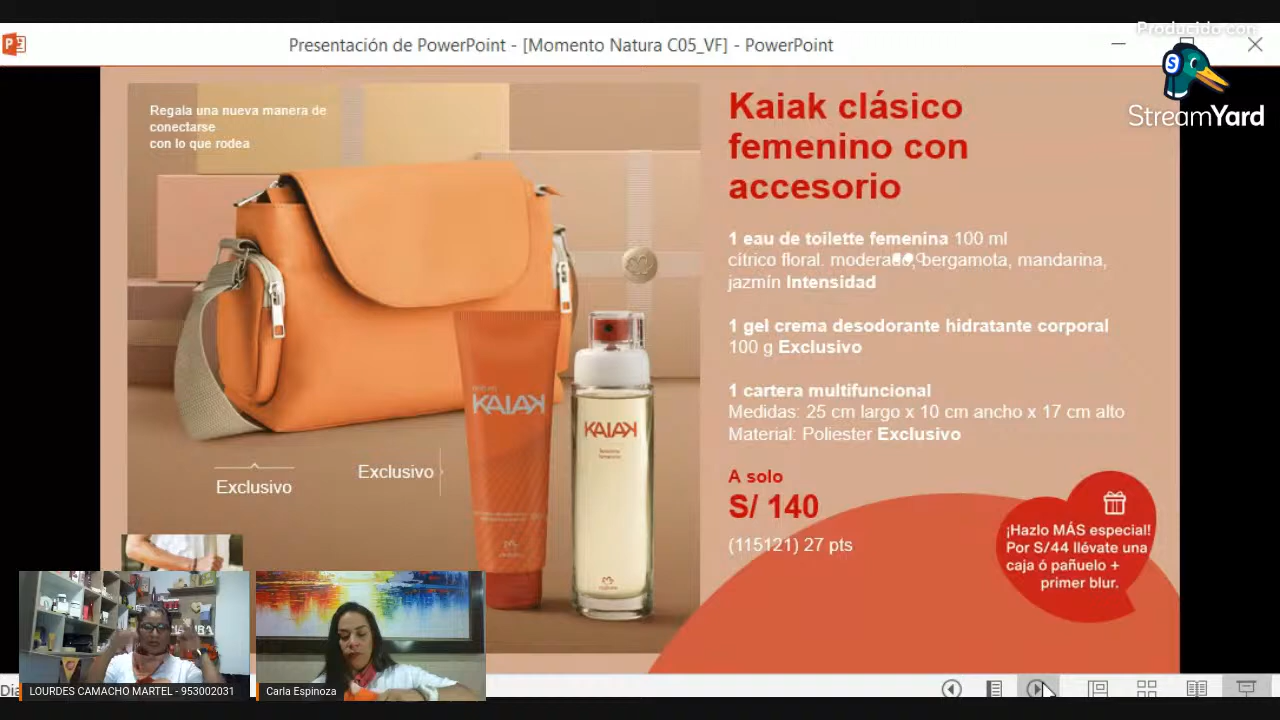 Producido con
Presentación de PowerPoint - [Momento Natura C05_VF] - PowerPoint
StreamYard
Regala una nueva manera de
conectarse
con lo que rodea
Kaiak clásico
femenino con
accesorio
1 eau de toilette femenina 100 ml
cítrico floral. moderado, bergamota, mandarina,
jazmín Intensidad
1 gel crema desodorante hidratante corporal
100 g Exclusivo
1 cartera multifuncional
Medidas: 25 cm largo x 10 cm ancho x 17 cm alto
Material: Poliester Exclusivo
A solo
S/ 140
(115121) 27 pts
¡Hazlo MÁS especial!
Por S/44 llévate una
caja ó pañuelo +
primer blur.
KAIAK
KAIAK
Exclusivo
Exclusivo
LOURDES CAMACHO MARTEL - 953002031
Carla Espinoza
Dia